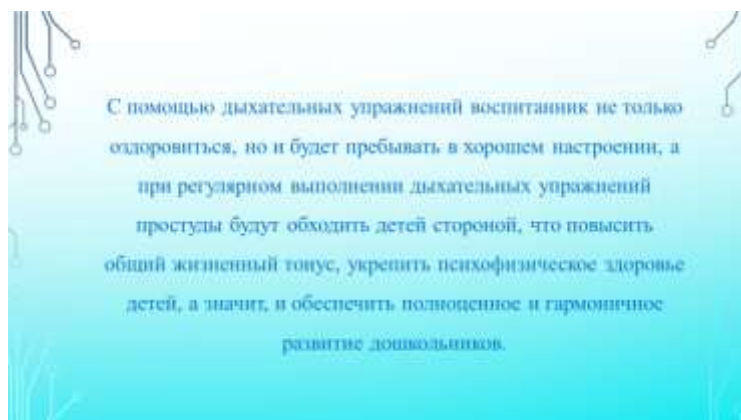 С помощью дыхательных упражнений воспитанник не только
оздоровиться, но и будет пребывать в хорошем настроении, а
при регулярном выполнении дыхательных упражнений
простуды будут обходить детей стороной, что повысить
общий жизненный тонус, укрепить психофизическое здоровье
детей, а значит, и обеспечить полноценное и гармоничное
развитие дошкольников.